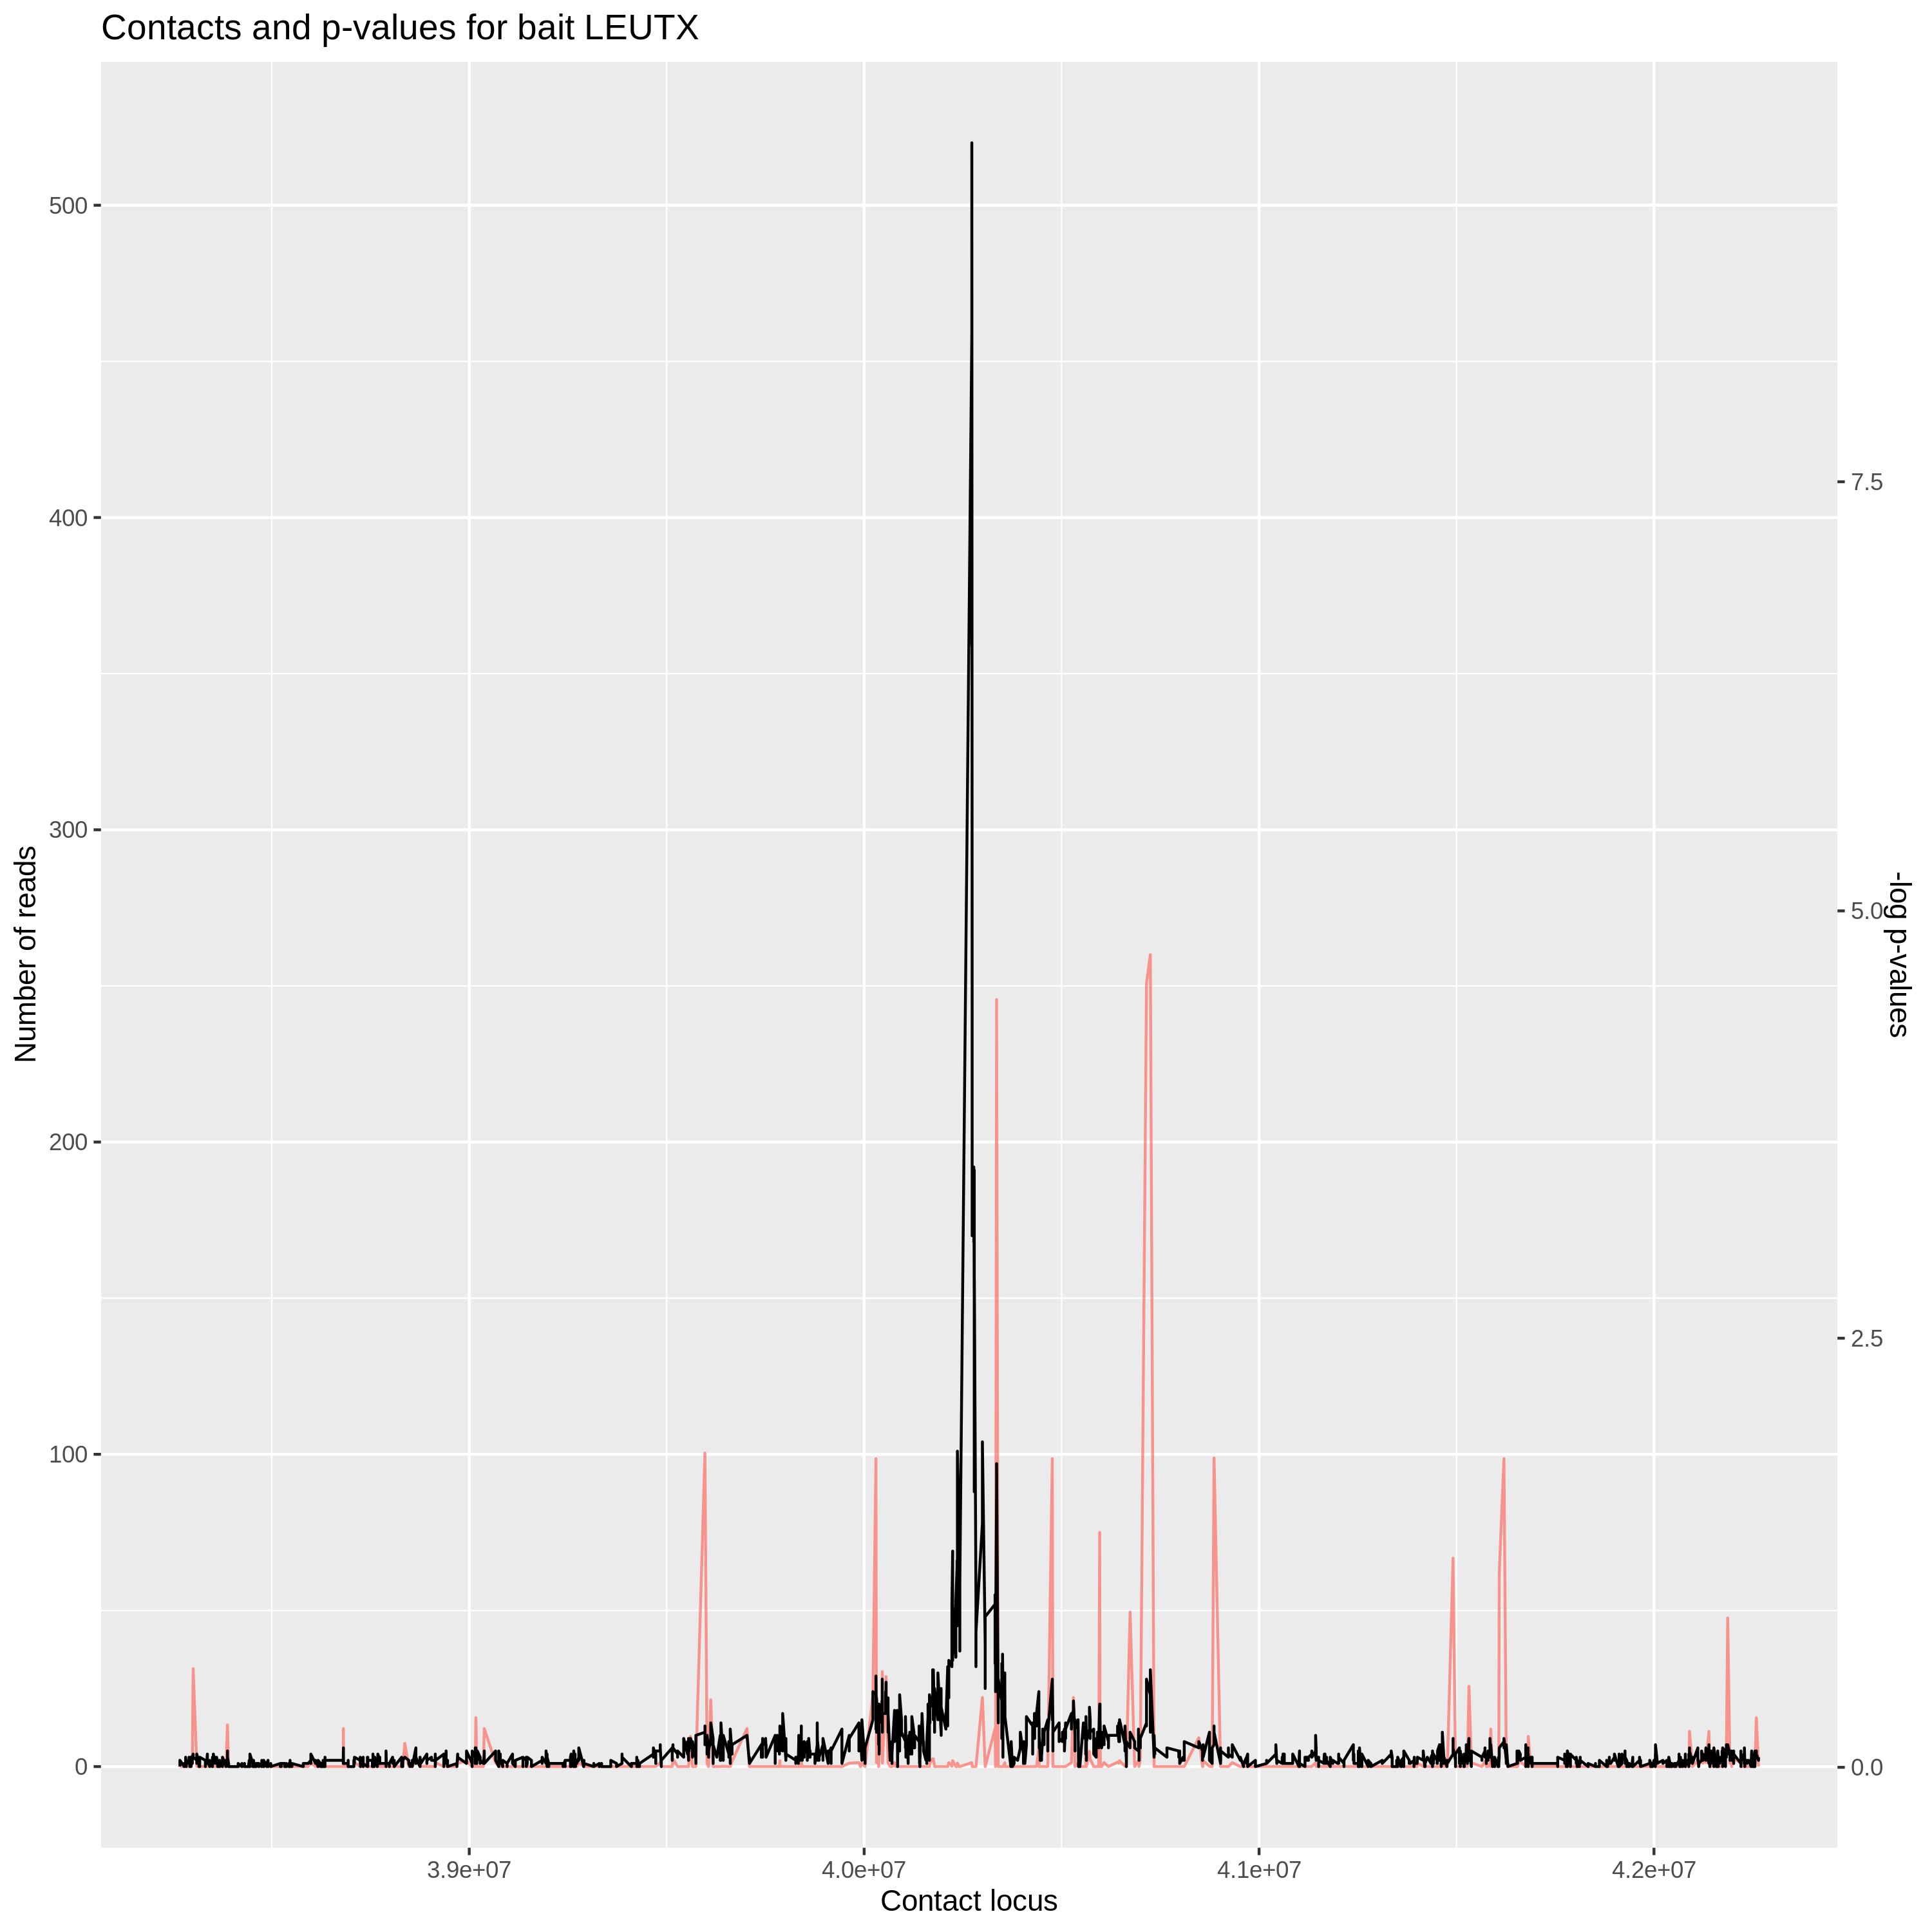 Contacts and p-values for bait LEUTX
500
400
300
200
100
0
Number of reads
7.5
5.0
2.5
0.0
-log p-values
3.9e+07
4.0e+07
4.1e+07
4.2e+07
Contact locus